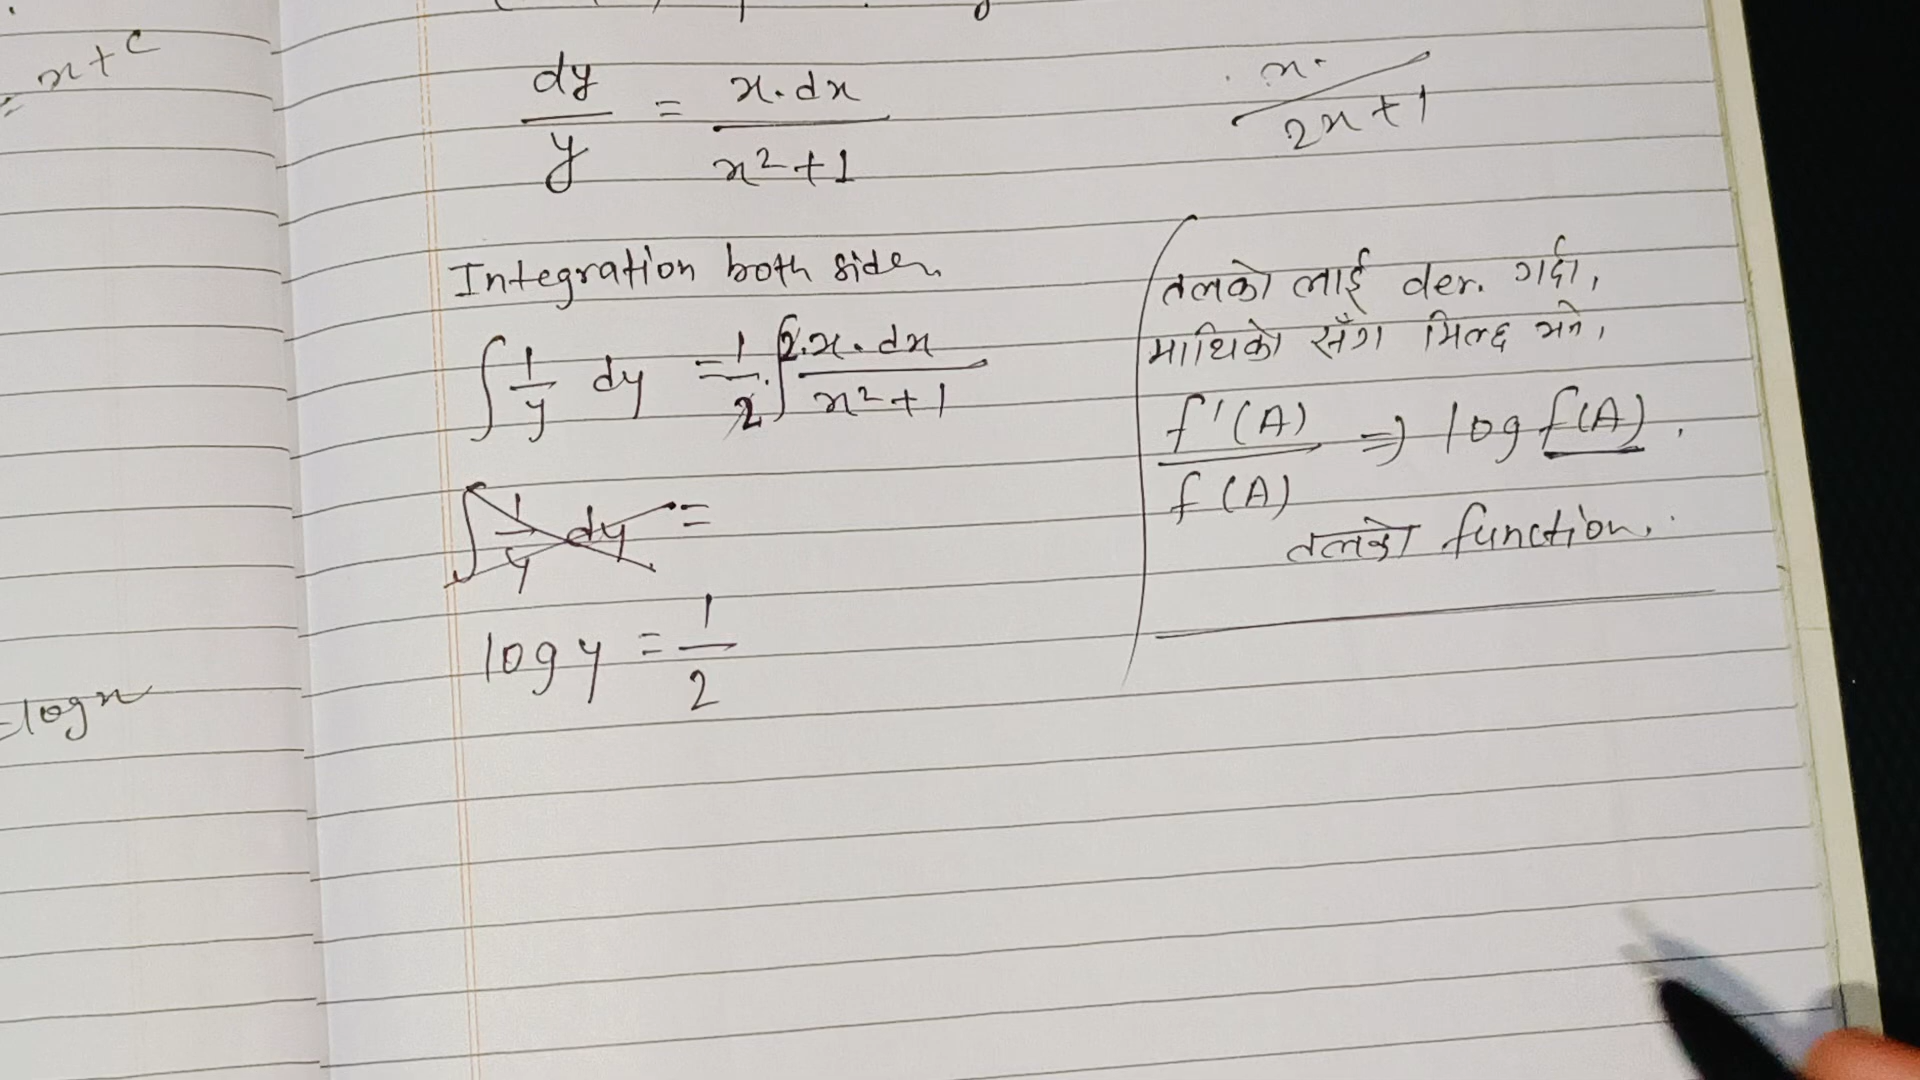 = x+c
dy/y = x.dx/x²+1
x./2x+1
Integration both sides
∫ 1/y dy = 1/2.∫ 2.x.dx/x²+1
∫ 1/y dy =
log y = 1/2
तलको लाई der. गर्दा,
माथिको सँग मिल्छ भने,
f'(A)/f(A) ⇒ log f(A).
तलको function.
=logx